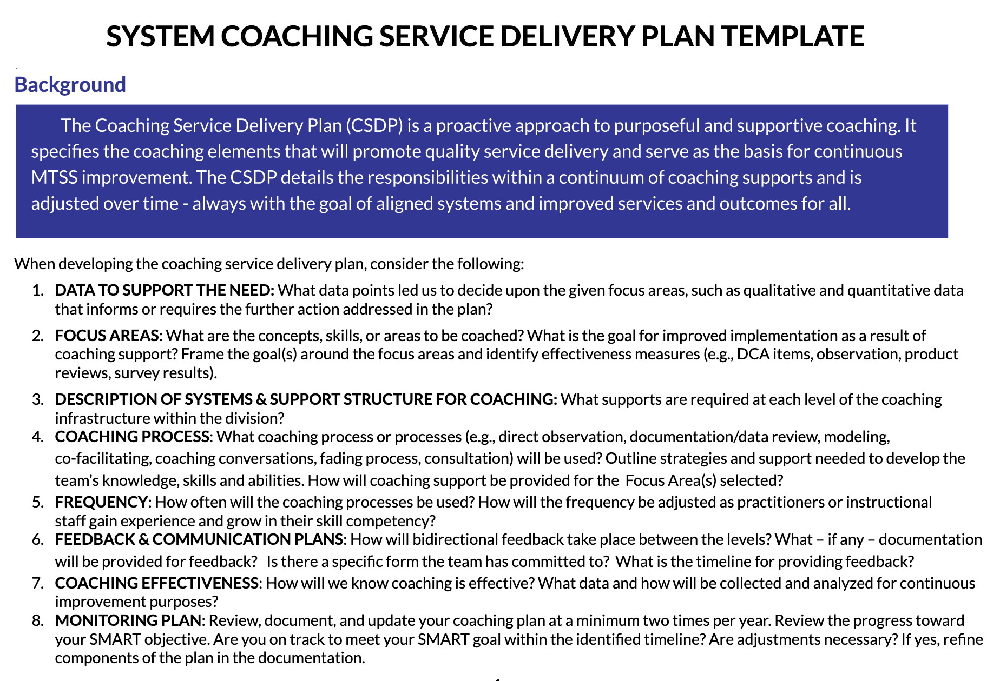 SYSTEM COACHING SERVICE DELIVERY PLAN TEMPLATE
.
Background
The Coaching Service Delivery Plan (CSDP) is a proactive approach to purposeful and supportive coaching. It
specifies the coaching elements that will promote quality service delivery and serve as the basis for continuous
MTSS improvement. The CSDP details the responsibilities within a continuum of coaching supports and is
adjusted over time - always with the goal of aligned systems and improved services and outcomes for all.
When developing the coaching service delivery plan, consider the following:
1. DATA TO SUPPORT THE NEED: What data points led us to decide upon the given focus areas, such as qualitative and quantitative data
that informs or requires the further action addressed in the plan?
2. FOCUS AREAS: What are the concepts, skills, or areas to be coached? What is the goal for improved implementation as a result of
coaching support? Frame the goal(s) around the focus areas and identify effectiveness measures (e.g., DCA items, observation, product
reviews, survey results).
3. DESCRIPTION OF SYSTEMS & SUPPORT STRUCTURE FOR COACHING: What supports are required at each level of the coaching
infrastructure within the division?
4. COACHING PROCESS: What coaching process or processes (e.g., direct observation, documentation/data review, modeling,
co-facilitating, coaching conversations, fading process, consultation) will be used? Outline strategies and support needed to develop the
team’s knowledge, skills and abilities. How will coaching support be provided for the Focus Area(s) selected?
5. FREQUENCY: How often will the coaching processes be used? How will the frequency be adjusted as practitioners or instructional
staff gain experience and grow in their skill competency?
6. FEEDBACK & COMMUNICATION PLANS: How will bidirectional feedback take place between the levels? What – if any – documentation
will be provided for feedback? Is there a specific form the team has committed to? What is the timeline for providing feedback?
7. COACHING EFFECTIVENESS: How will we know coaching is effective? What data and how will be collected and analyzed for continuous
improvement purposes?
8. MONITORING PLAN: Review, document, and update your coaching plan at a minimum two times per year. Review the progress toward
your SMART objective. Are you on track to meet your SMART goal within the identified timeline? Are adjustments necessary? If yes, refine
components of the plan in the documentation.